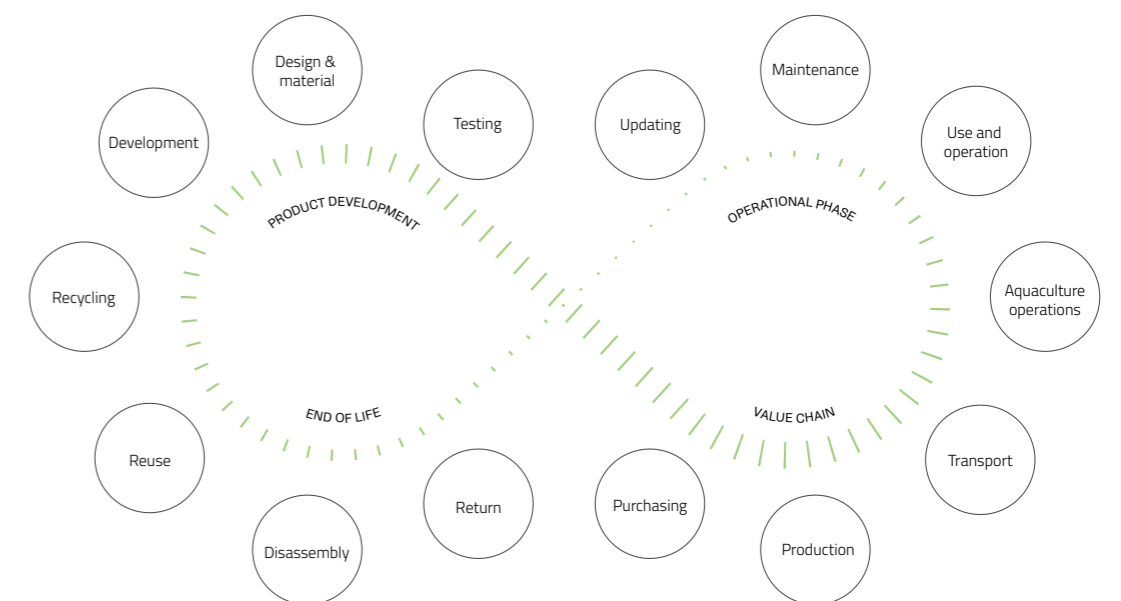 Design &
material
Maintenance
Development
Testing
Updating
Use and
operation
PRODUCT DEVELOPMENT
OPERATIONAL PHASE
Recycling
Aquaculture
operations
END OF LIFE
VALUE CHAIN
Reuse
Return
Purchasing
Transport
Disassembly
Production